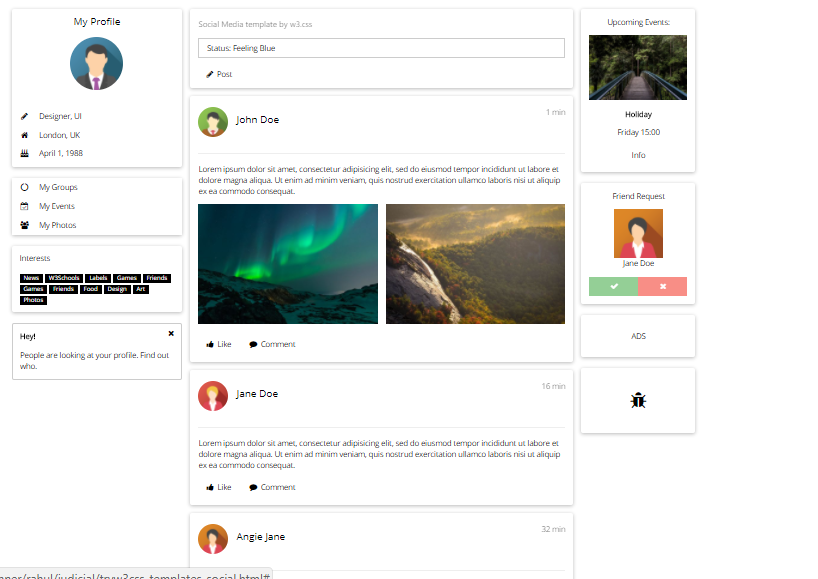 My Profile
Designer, UI
London, UK
April 1, 1988
My Groups
My Events
My Photos
Interests
News W3Schools Labels Games Friends
Games Friends Food Design Art
Photos
Hey!
People are looking at your profile. Find out
who.
Social Media template by w3.css
Status: Feeling Blue
Post
John Doe
1 min
Lorem ipsum dolor sit amet, consectetur adipisicing elit, sed do eiusmod tempor incididunt ut labore et
dolore magna aliqua. Ut enim ad minim veniam, quis nostrud exercitation ullamco laboris nisi ut aliquip
ex ea commodo consequat.
Like Comment
Jane Doe
16 min
Lorem ipsum dolor sit amet, consectetur adipisicing elit, sed do eiusmod tempor incididunt ut labore et
dolore magna aliqua. Ut enim ad minim veniam, quis nostrud exercitation ullamco laboris nisi ut aliquip
ex ea commodo consequat.
Like Comment
Angie Jane
32 min
Upcoming Events:
Holiday
Friday 15:00
Info
Friend Request
Jane Doe
ADS